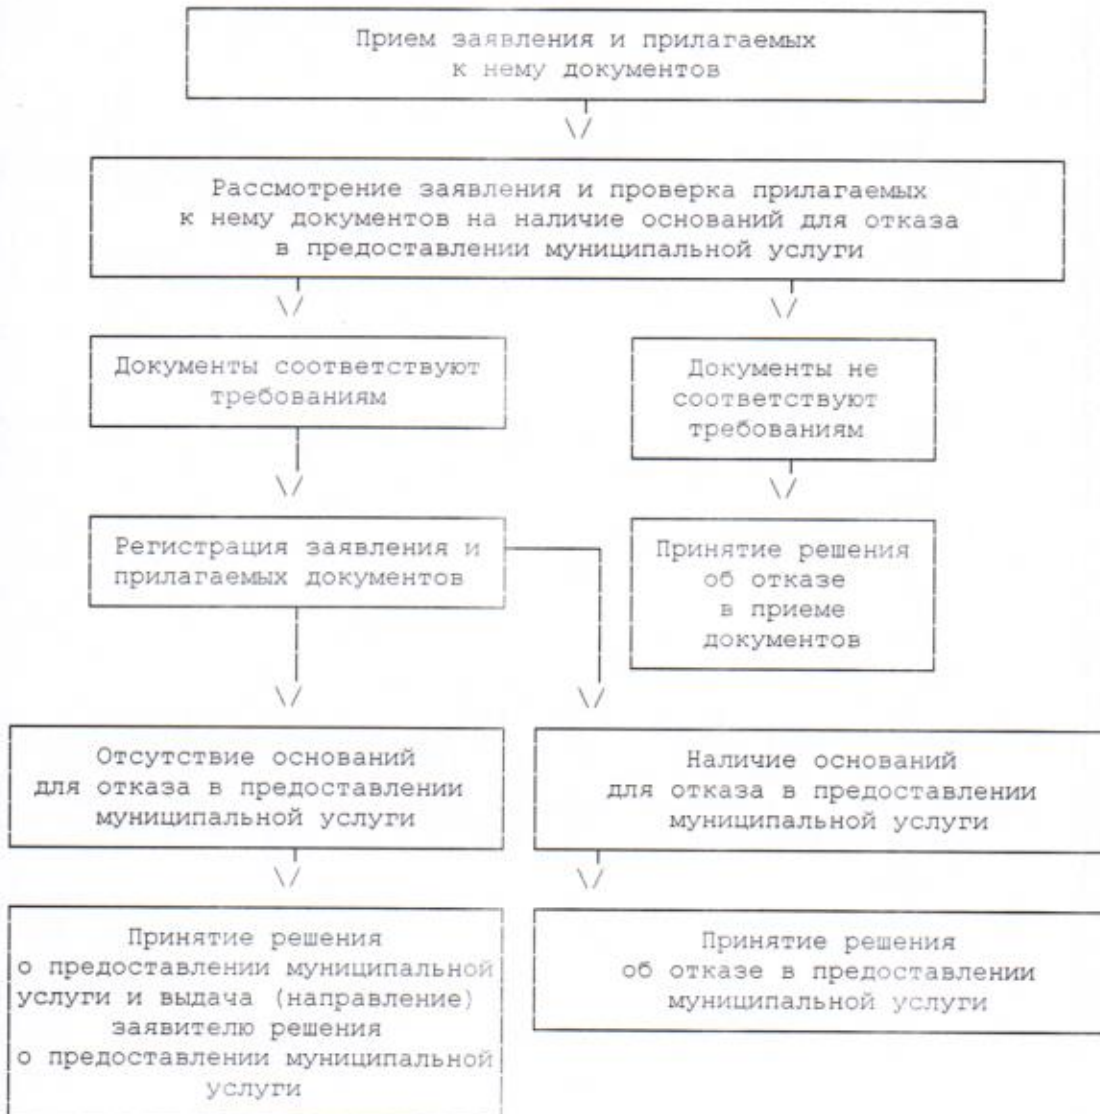 Прием заявления и прилагаемых
к нему документов
Рассмотрение заявления и проверка прилагаемых
к нему документов на наличие оснований для отказа
в предоставлении муниципальной услуги
Документы соответствуют
требованиям
Документы не
соответствуют
требованиям
Регистрация заявления и
прилагаемых документов
Принятие решения
об отказе
в приеме
документов
Отсутствие оснований
для отказа в предоставлении
муниципальной услуги
Наличие оснований
для отказа в предоставлении
муниципальной услуги
Принятие решения
о предоставлении муниципальной
услуги и выдача (направление)
заявителю решения
о предоставлении муниципальной
услуги
Принятие решения
об отказе в предоставлении
муниципальной услуги